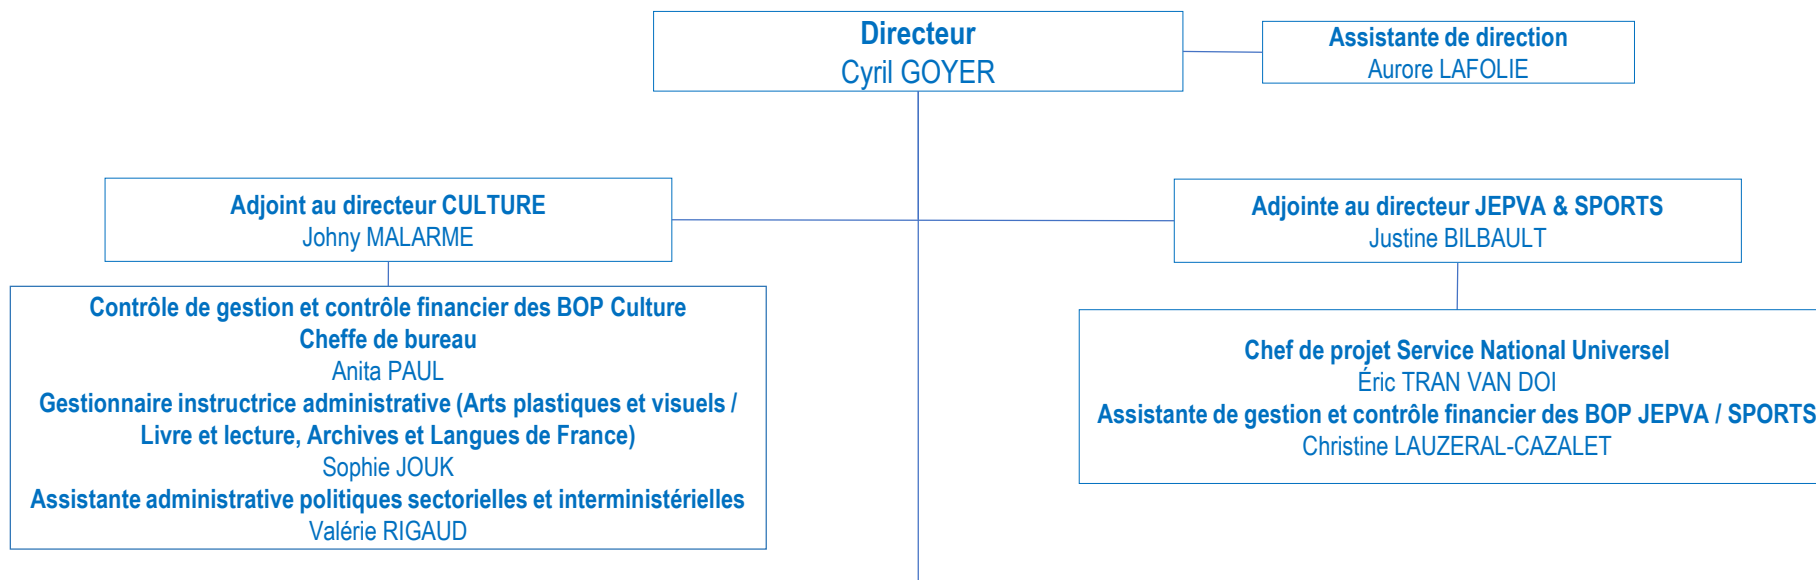 Directeur
Cyril GOYER
Assistante de direction
Aurore LAFOLIE
Adjoint au directeur CULTURE
Johny MALARME
Adjointe au directeur JEPVA & SPORTS
Justine BILBAULT
Contrôle de gestion et contrôle financier des BOP Culture
Cheffe de bureau
Anita PAUL
Gestionnaire instructrice administrative (Arts plastiques et visuels /
Livre et lecture, Archives et Langues de France)
Sophie JOUK
Assistante administrative politiques sectorielles et interministérielles
Valérie RIGAUD
Chef de projet Service National Universel
Éric TRAN VAN DOI
Assistante de gestion et contrôle financier des BOP JEPVA / SPORTS
Christine LAUZERAL-CAZALET